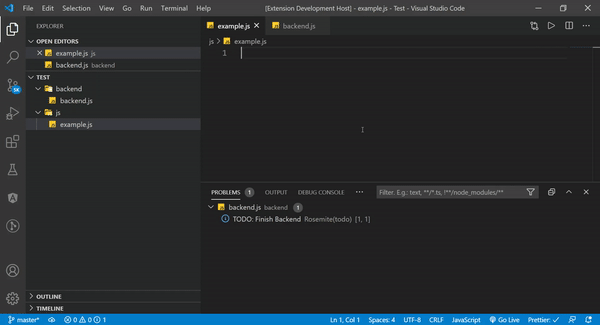 File Edit Selection View Go Run Terminal Help [Extension Development Host] - example.js - Test - Visual Studio Code
EXPLORER
OPEN EDITORS
example.js js
backend.js backend
TEST
backend
backend.js
js
example.js
OUTLINE
TIMELINE
5K
example.js
backend.js
js > example.js
1
PROBLEMS 1 OUTPUT DEBUG CONSOLE ... Filter. E.g.: text, **/*.ts, !**/node_modules/**
backend.js backend 1
TODO: Finish Backend Rosemite(todo) [1, 1]
master* 0 0 1 Ln 1, Col 1 Spaces: 4 UTF-8 CRLF JavaScript Go Live Prettier: ✓